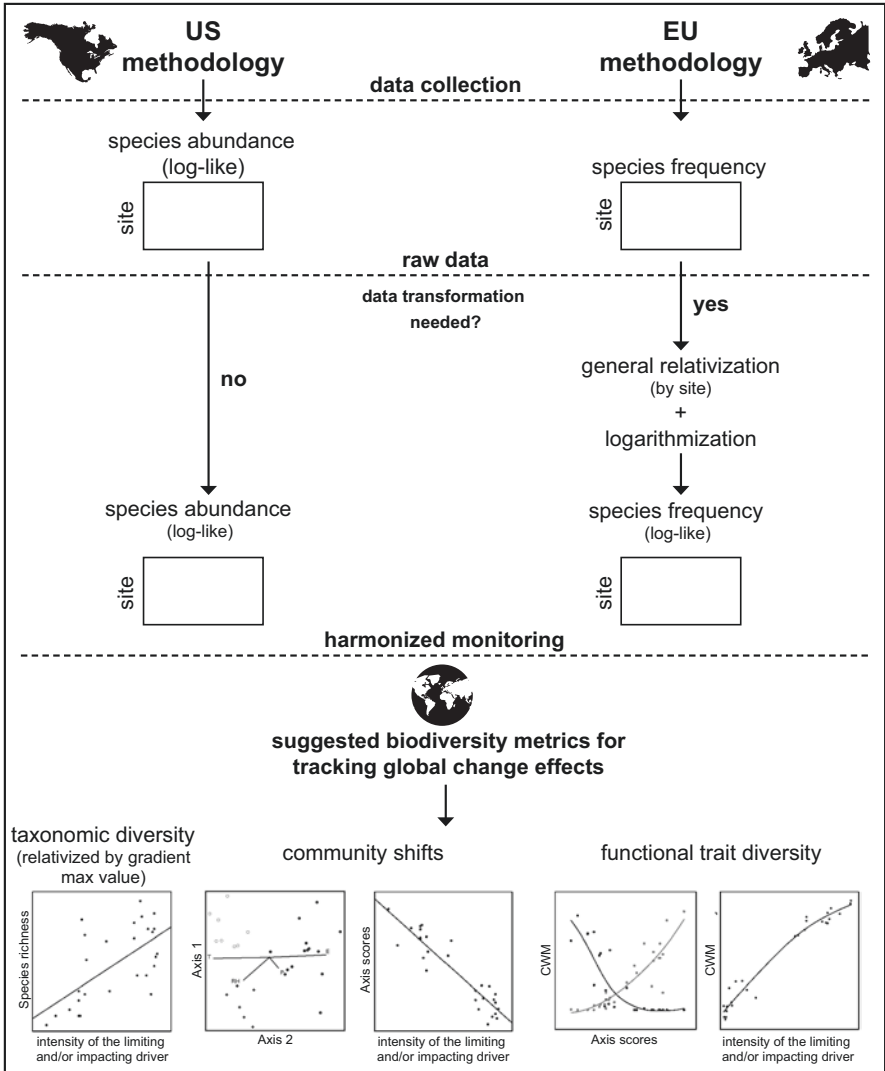 US
methodology
EU
methodology
data collection
species abundance
(log-like)
site
species frequency
site
raw data
data transformation
needed?
no
yes
general relativization
(by site)
+
logarithmization
species abundance
(log-like)
site
species frequency
(log-like)
site
harmonized monitoring
suggested biodiversity metrics for
tracking global change effects
taxonomic diversity
(relativized by gradient
max value)
community shifts
functional trait diversity
Species richness
intensity of the limiting
and/or impacting driver
Axis 1
Axis 2
Axis scores
intensity of the limiting
and/or impacting driver
CWM
Axis scores
CWM
intensity of the limiting
and/or impacting driver